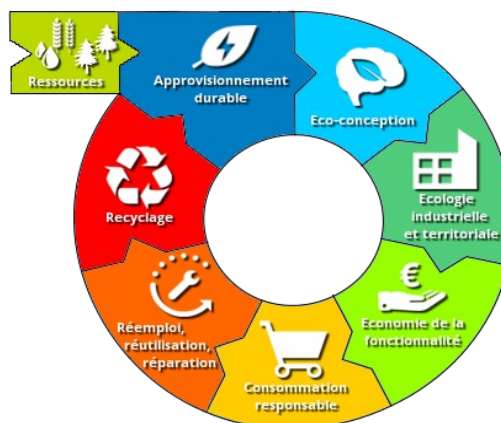 Ressources
Approvisionnement
durable
Eco-conception
Ecologie
industrielle
et territoriale
€
Economie de la
fonctionnalité
Consommation
responsable
Réemploi,
réutilisation,
réparation
Recyclage